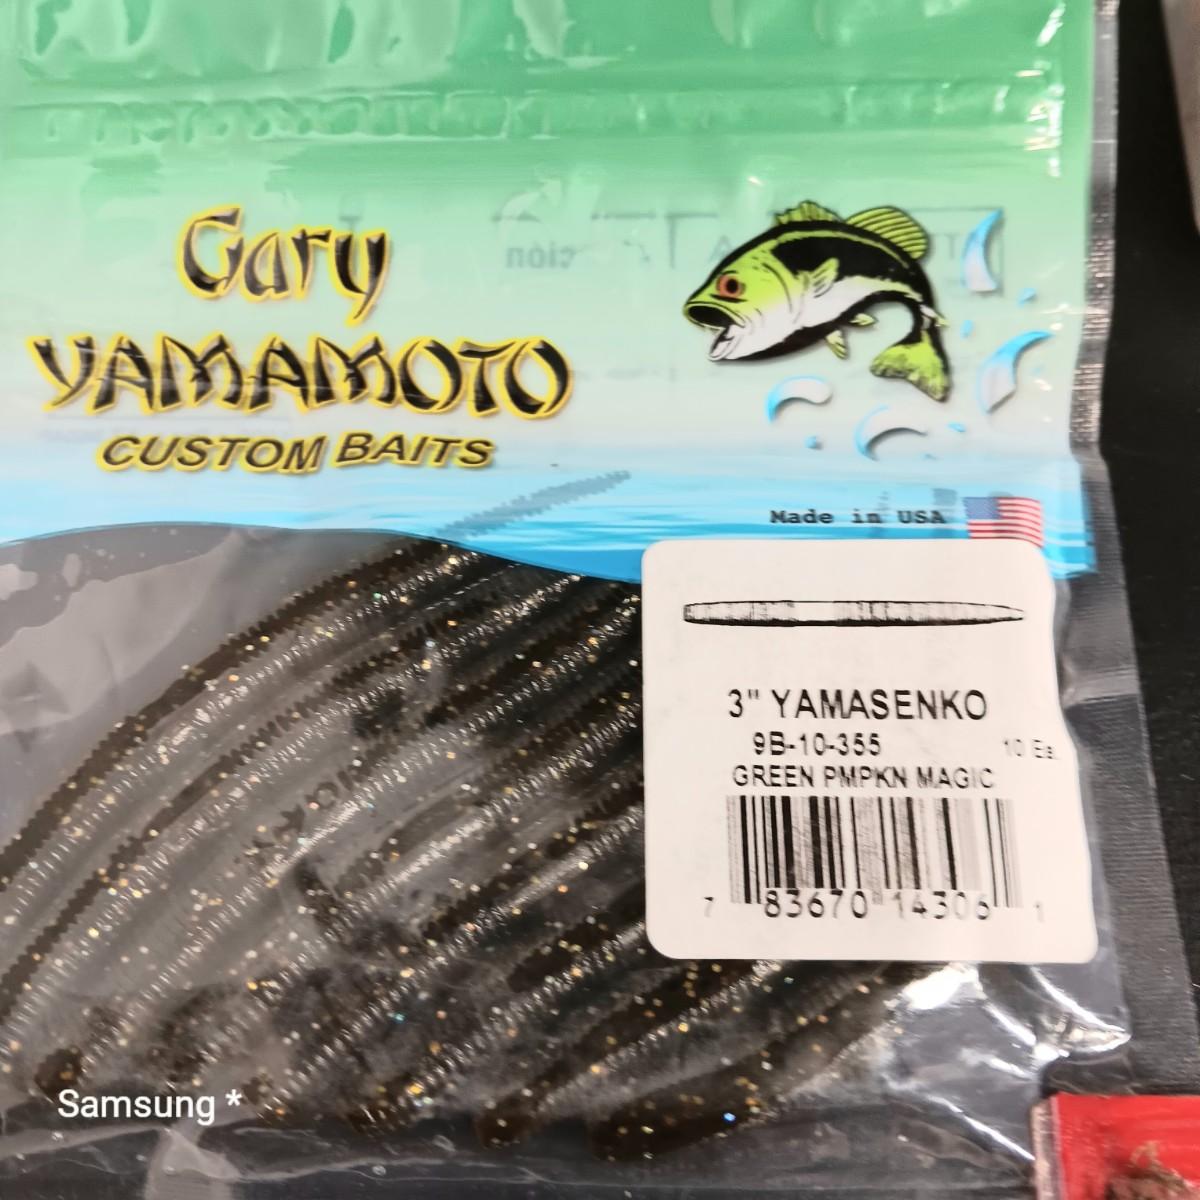 Gary
YAMAMOTO
CUSTOM BAITS
Made in USA
3" YAMASENKO
9B-10-355
10 Ea.
GREEN PMPKN MAGIC
7 83670 14306 1
Samsung *